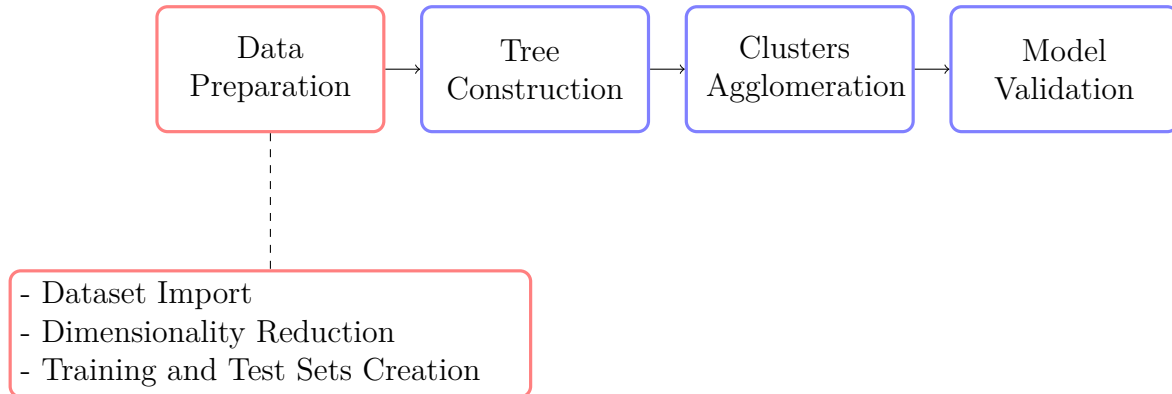 Data
Preparation
Tree
Construction
Clusters
Agglomeration
Model
Validation
- Dataset Import
- Dimensionality Reduction
- Training and Test Sets Creation